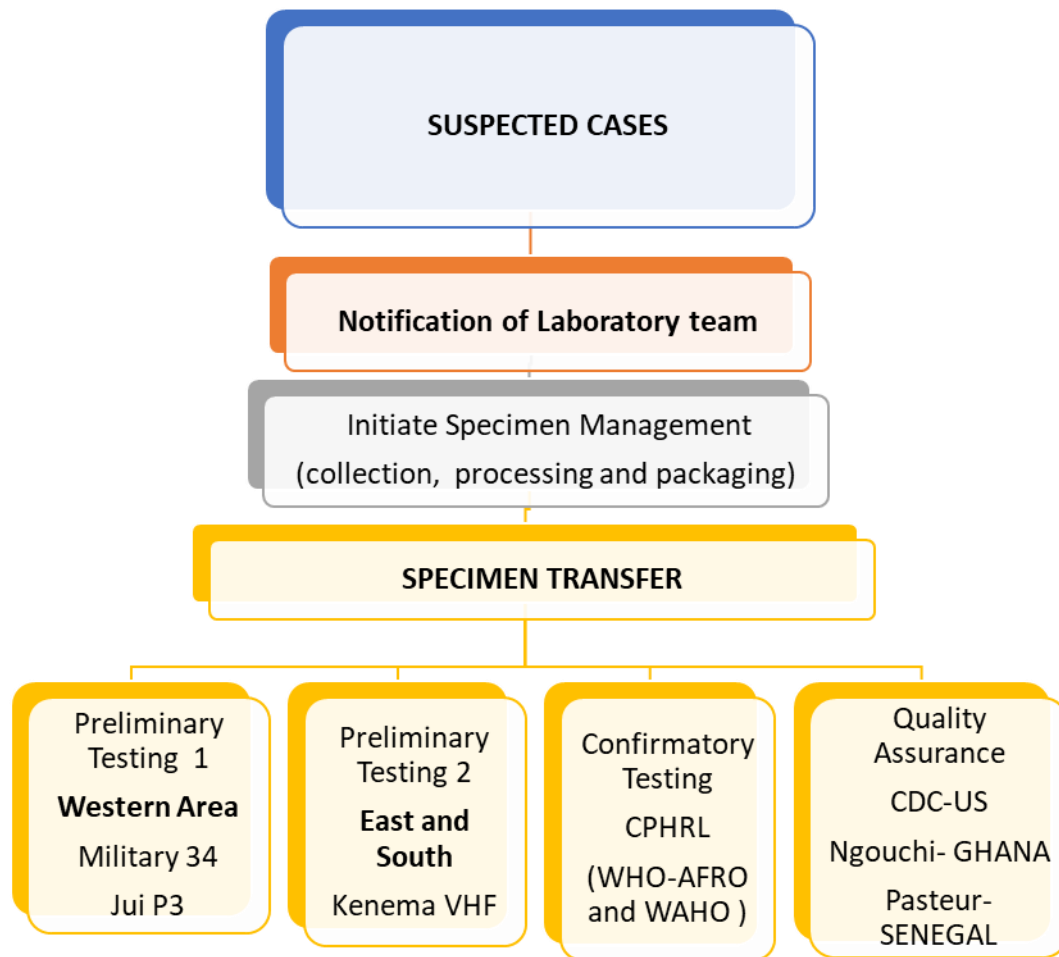 SUSPECTED CASES
Notification of Laboratory team
Initiate Specimen Management
(collection, processing and packaging)
SPECIMEN TRANSFER
Preliminary
Testing 1
Western Area
Military 34
Jui P3
Preliminary
Testing 2
East and
South
Kenema VHF
Confirmatory
Testing
CPHRL
(WHO-AFRO
and WAHO )
Quality
Assurance
CDC-US
Ngouchi- GHANA
Pasteur-
SENEGAL